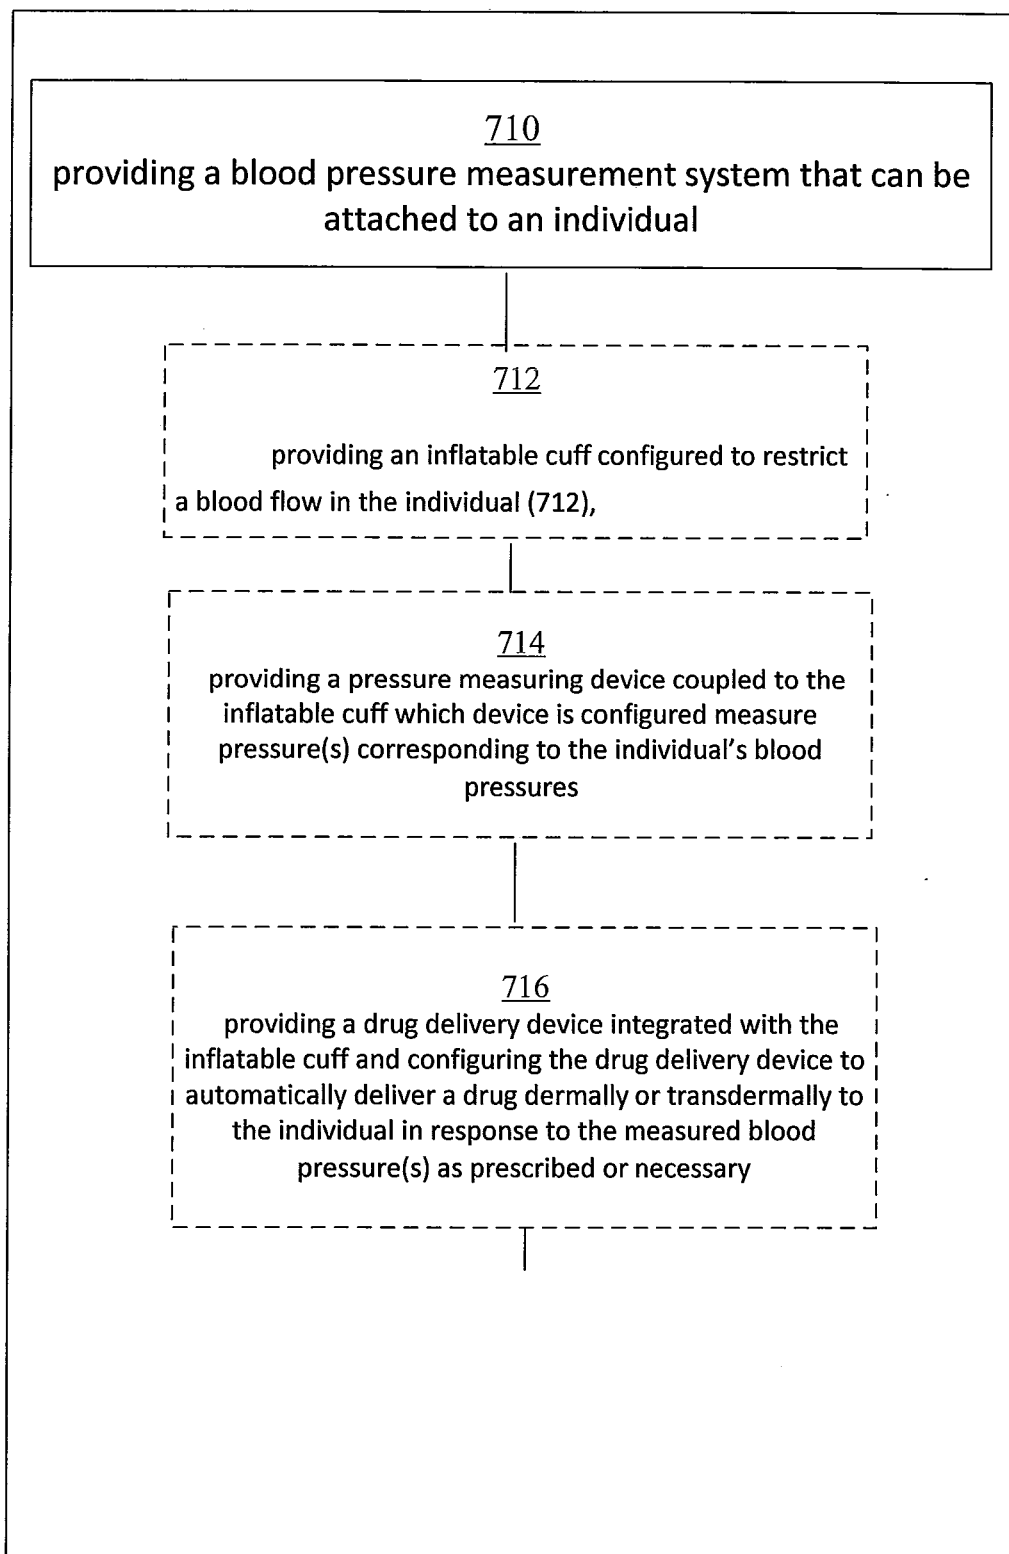 710
providing a blood pressure measurement system that can be
attached to an individual
712
providing an inflatable cuff configured to restrict
a blood flow in the individual (712),
714
providing a pressure measuring device coupled to the
inflatable cuff which device is configured measure
pressure(s) corresponding to the individual's blood
pressures
716
providing a drug delivery device integrated with the
inflatable cuff and configuring the drug delivery device to
automatically deliver a drug dermally or transdermally to
the individual in response to the measured blood
pressure(s) as prescribed or necessary